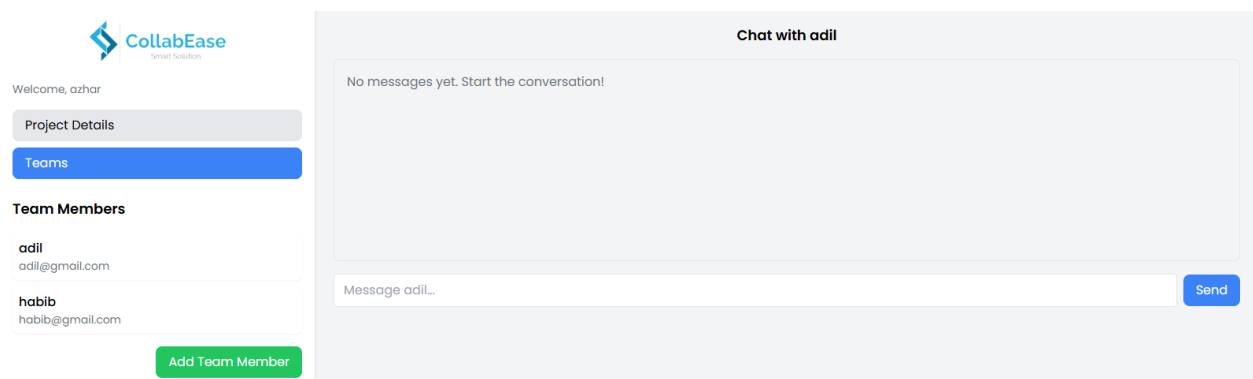 CollabEase
Smart Solution
Welcome, azhar
Project Details
Teams
Team Members
adil
adil@gmail.com
habib
habib@gmail.com
Add Team Member
Chat with adil
No messages yet. Start the conversation!
Message adil...
Send